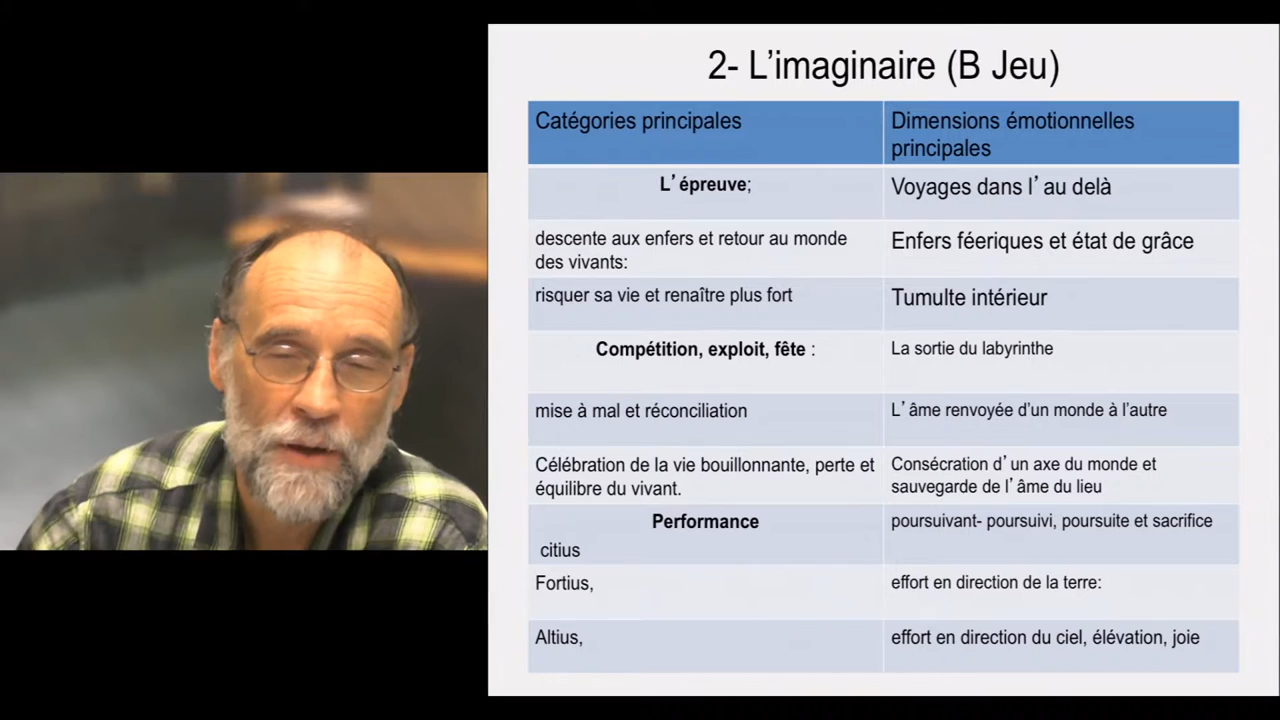 2- L’imaginaire (B Jeu)
Catégories principales
Dimensions émotionnelles
principales
L’épreuve;
Voyages dans l’au delà
descente aux enfers et retour au monde
des vivants:
Enfers féeriques et état de grâce
risquer sa vie et renaître plus fort
Tumulte intérieur
Compétition, exploit, fête :
La sortie du labyrinthe
mise à mal et réconciliation
L’âme renvoyée d’un monde à l’autre
Célébration de la vie bouillonnante, perte et
équilibre du vivant.
Consécration d’un axe du monde et
sauvegarde de l’âme du lieu
Performance
citius
poursuivant- poursuivi, poursuite et sacrifice
Fortius,
effort en direction de la terre:
Altius,
effort en direction du ciel, élévation, joie